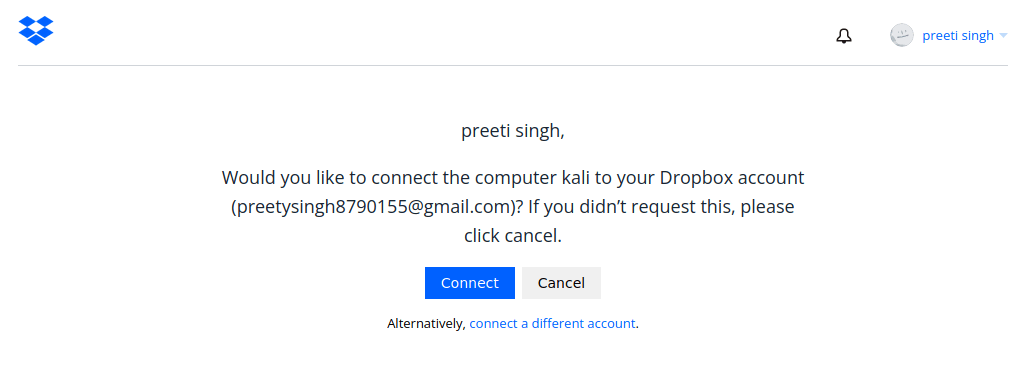 preeti singh
preeti singh,
Would you like to connect the computer kali to your Dropbox account
(preetysingh8790155@gmail.com)? If you didn’t request this, please
click cancel.
Connect Cancel
Alternatively, connect a different account.